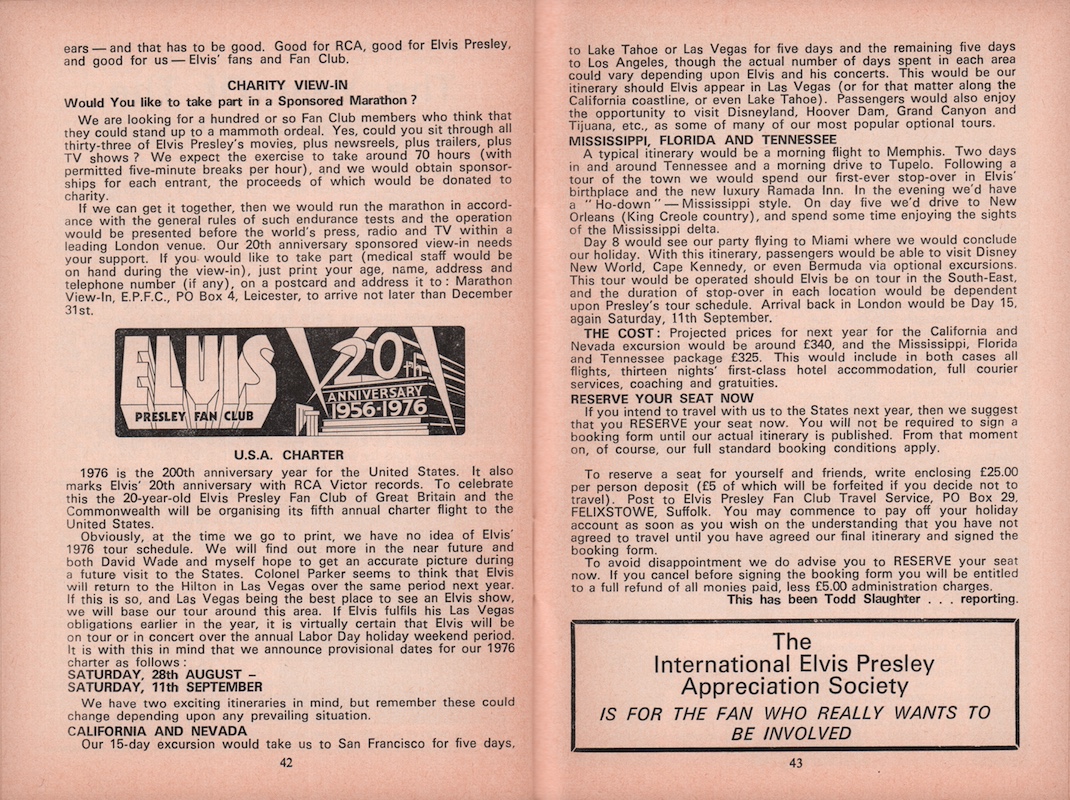 ears — and that has to be good. Good for RCA, good for Elvis Presley,
and good for us — Elvis' fans and Fan Club.
CHARITY VIEW-IN
Would You like to take part in a Sponsored Marathon ?
We are looking for a hundred or so Fan Club members who think that
they could stand up to a mammoth ordeal. Yes, could you sit through all
thirty-three of Elvis Presley's movies, plus newsreels, plus trailers, plus
TV shows ? We expect the exercise to take around 70 hours (with
permitted five-minute breaks per hour), and we would obtain sponsor-
ships for each entrant, the proceeds of which would be donated to
charity.
If we can get it together, then we would run the marathon in accord-
ance with the general rules of such endurance tests and the operation
would be presented before the world's press, radio and TV within a
leading London venue. Our 20th anniversary sponsored view-in needs
your support. If you would like to take part (medical staff would be
on hand during the view-in), just print your age, name, address and
telephone number (if any), on a postcard and address it to : Marathon
View-In, E.P.F.C., PO Box 4, Leicester, to arrive not later than December
31st.
ELVIS
PRESLEY FAN CLUB
20th
ANNIVERSARY
1956-1976
U.S.A. CHARTER
1976 is the 200th anniversary year for the United States. It also
marks Elvis' 20th anniversary with RCA Victor records. To celebrate
this the 20-year-old Elvis Presley Fan Club of Great Britain and the
Commonwealth will be organising its fifth annual charter flight to the
United States.
Obviously, at the time we go to print, we have no idea of Elvis'
1976 tour schedule. We will find out more in the near future and
both David Wade and myself hope to get an accurate picture during
a future visit to the States. Colonel Parker seems to think that Elvis
will return to the Hilton in Las Vegas over the same period next year.
If this is so, and Las Vegas being the best place to see an Elvis show,
we will base our tour around this area. If Elvis fulfils his Las Vegas
obligations earlier in the year, it is virtually certain that Elvis will be
on tour or in concert over the annual Labor Day holiday weekend period.
It is with this in mind that we announce provisional dates for our 1976
charter as follows :
SATURDAY, 28th AUGUST –
SATURDAY, 11th SEPTEMBER
We have two exciting itineraries in mind, but remember these could
change depending upon any prevailing situation.
CALIFORNIA AND NEVADA
Our 15-day excursion would take us to San Francisco for five days,
42
to Lake Tahoe or Las Vegas for five days and the remaining five days
to Los Angeles, though the actual number of days spent in each area
could vary depending upon Elvis and his concerts. This would be our
itinerary should Elvis appear in Las Vegas (or for that matter along the
California coastline, or even Lake Tahoe). Passengers would also enjoy
the opportunity to visit Disneyland, Hoover Dam, Grand Canyon and
Tijuana, etc., as some of many of our most popular optional tours.
MISSISSIPPI, FLORIDA AND TENNESSEE
A typical itinerary would be a morning flight to Memphis. Two days
in and around Tennessee and a morning drive to Tupelo. Following a
tour of the town we would spend our first-ever stop-over in Elvis'
birthplace and the new luxury Ramada Inn. In the evening we'd have
a " Ho-down " — Mississippi style. On day five we'd drive to New
Orleans (King Creole country), and spend some time enjoying the sights
of the Mississippi delta.
Day 8 would see our party flying to Miami where we would conclude
our holiday. With this itinerary, passengers would be able to visit Disney
New World, Cape Kennedy, or even Bermuda via optional excursions.
This tour would be operated should Elvis be on tour in the South-East,
and the duration of stop-over in each location would be dependent
upon Presley's tour schedule. Arrival back in London would be Day 15,
again Saturday, 11th September.
THE COST : Projected prices for next year for the California and
Nevada excursion would be around £340, and the Mississippi, Florida
and Tennessee package £325. This would include in both cases all
flights, thirteen nights' first-class hotel accommodation, full courier
services, coaching and gratuities.
RESERVE YOUR SEAT NOW
If you intend to travel with us to the States next year, then we suggest
that you RESERVE your seat now. You will not be required to sign a
booking form until our actual itinerary is published. From that moment
on, of course, our full standard booking conditions apply.
To reserve a seat for yourself and friends, write enclosing £25.00
per person deposit (£5 of which will be forfeited if you decide not to
travel). Post to Elvis Presley Fan Club Travel Service, PO Box 29,
FELIXSTOWE, Suffolk. You may commence to pay off your holiday
account as soon as you wish on the understanding that you have not
agreed to travel until you have agreed our final itinerary and signed the
booking form.
To avoid disappointment we do advise you to RESERVE your seat
now. If you cancel before signing the booking form you will be entitled
to a full refund of all monies paid, less £5.00 administration charges.
This has been Todd Slaughter . . . reporting.
The
International Elvis Presley
Appreciation Society
IS FOR THE FAN WHO REALLY WANTS TO
BE INVOLVED
43